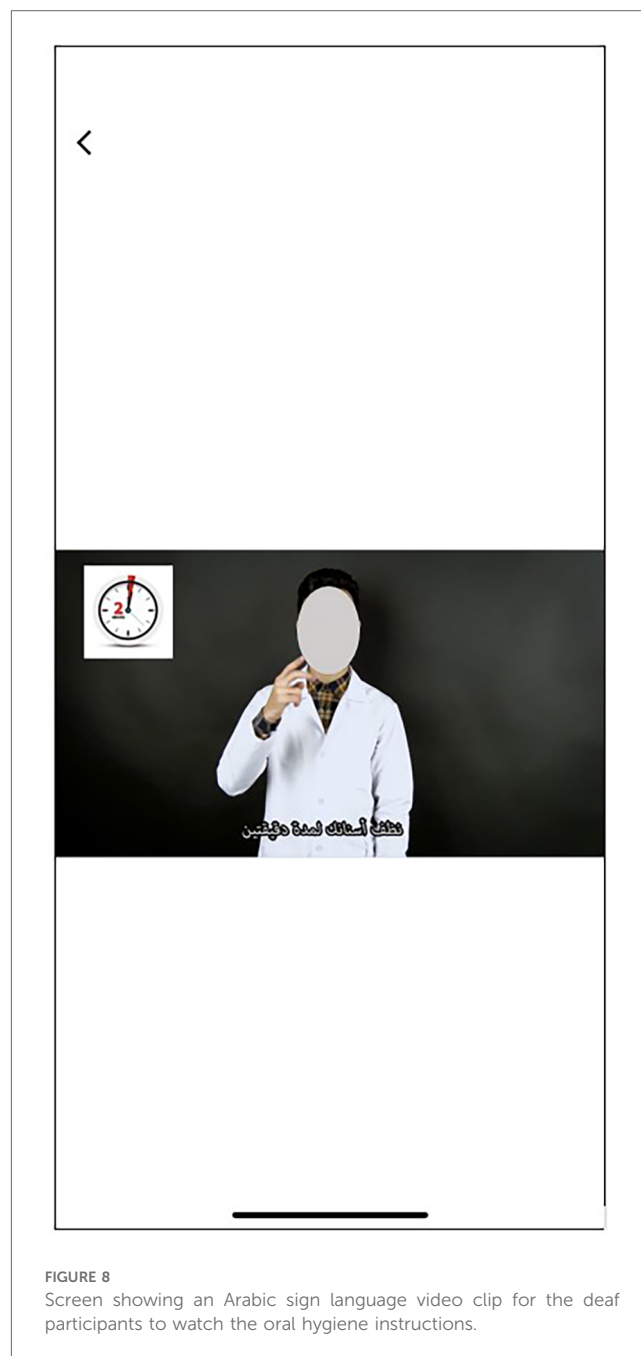 2
نظف أسنانك لمدة دقيقتين
FIGURE 8
Screen showing an Arabic sign language video clip for the deaf
participants to watch the oral hygiene instructions.